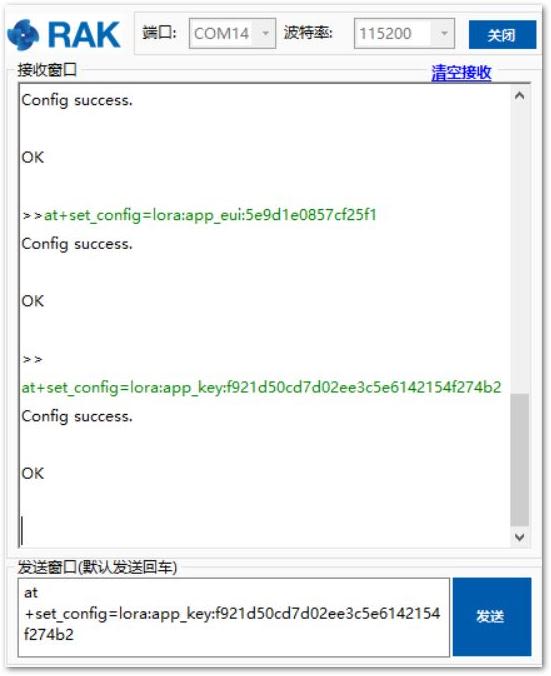 RAK 端口: COM14 波特率: 115200 关闭
接收窗口 清空接收
Config success.
OK
>>at+set_config=lora:app_eui:5e9d1e0857cf25f1
Config success.
OK
>>
at+set_config=lora:app_key:f921d50cd7d02ee3c5e6142154f274b2
Config success.
OK
发送窗口(默认发送回车)
at
+set_config=lora:app_key:f921d50cd7d02ee3c5e6142154
f274b2
发送